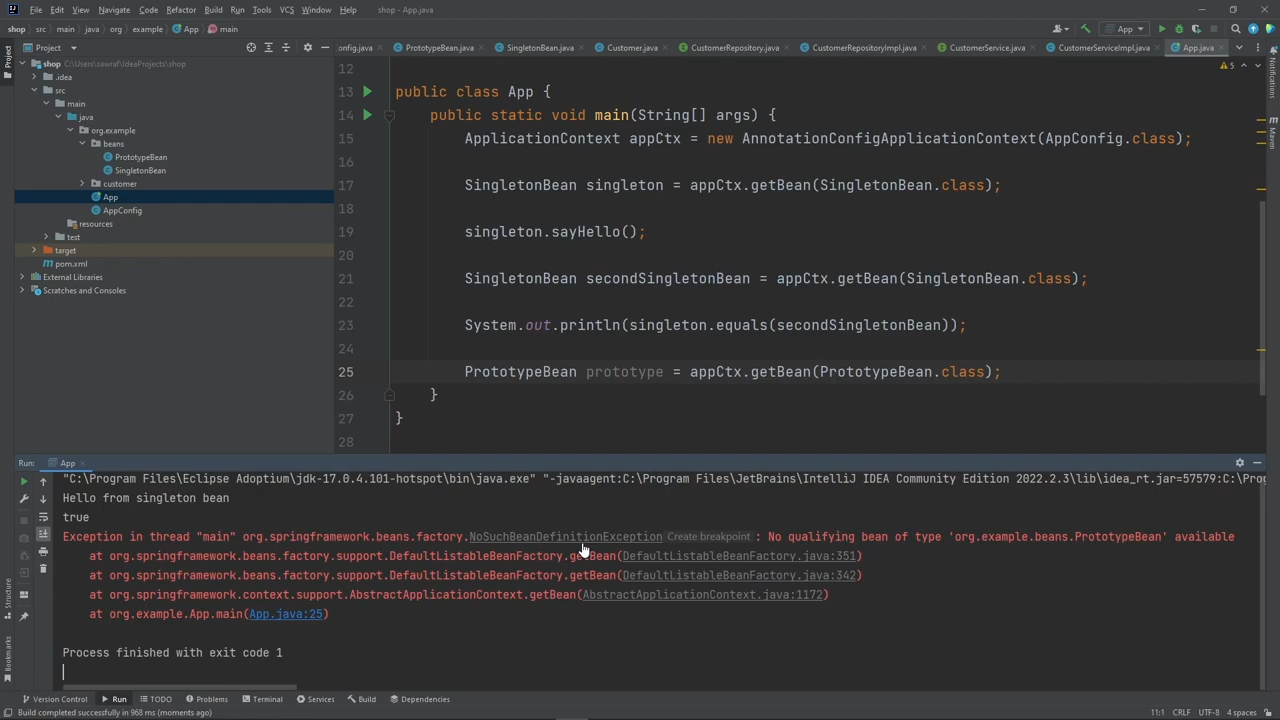 File Edit View Navigate Code Refactor Build Run Tools VCS Window Help shop - App.java
shop src main java org example App main App
Project onfig.java PrototypeBean.java SingletonBean.java Customer.java CustomerRepository.java CustomerRepositoryImpl.java CustomerService.java CustomerServiceImpl.java App.java
shop C:\Users\sawraf\IdeaProjects\shop
.idea
src
main
java
org.example
beans
PrototypeBean
SingletonBean
customer
App
AppConfig
resources
test
target
pom.xml
External Libraries
Scratches and Consoles
5
12
13 public class App {
14 public static void main(String[] args) {
15 ApplicationContext appCtx = new AnnotationConfigApplicationContext(AppConfig.class);
16
17 SingletonBean singleton = appCtx.getBean(SingletonBean.class);
18
19 singleton.sayHello();
20
21 SingletonBean secondSingletonBean = appCtx.getBean(SingletonBean.class);
22
23 System.out.println(singleton.equals(secondSingletonBean));
24
25 PrototypeBean prototype = appCtx.getBean(PrototypeBean.class);
26 }
27 }
28
Project
Notifications
Maven
Run: App
"C:\Program Files\Eclipse Adoptium\jdk-17.0.4.101-hotspot\bin\java.exe" "-javaagent:C:\Program Files\JetBrains\IntelliJ IDEA Community Edition 2022.2.3\lib\idea_rt.jar=57579:C:\Pro
Hello from singleton bean
true
Exception in thread "main" org.springframework.beans.factory.NoSuchBeanDefinitionException Create breakpoint : No qualifying bean of type 'org.example.beans.PrototypeBean' available
at org.springframework.beans.factory.support.DefaultListableBeanFactory.getBean(DefaultListableBeanFactory.java:351)
at org.springframework.beans.factory.support.DefaultListableBeanFactory.getBean(DefaultListableBeanFactory.java:342)
at org.springframework.context.support.AbstractApplicationContext.getBean(AbstractApplicationContext.java:1172)
at org.example.App.main(App.java:25)
Process finished with exit code 1
Structure
Bookmarks
Version Control Run TODO Problems Terminal Services Build Dependencies
Build completed successfully in 968 ms (moments ago) 11:1 CRLF UTF-8 4 spaces